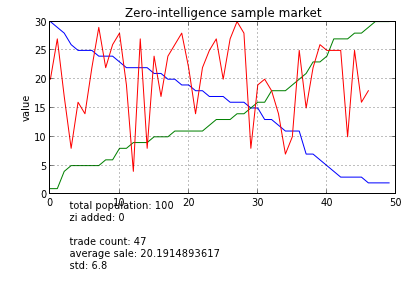 Zero-intelligence sample market
value
30
25
20
15
10
5
0
0 10 20 30 40 50
total population: 100
zi added: 0
trade count: 47
average sale: 20.1914893617
std: 6.8